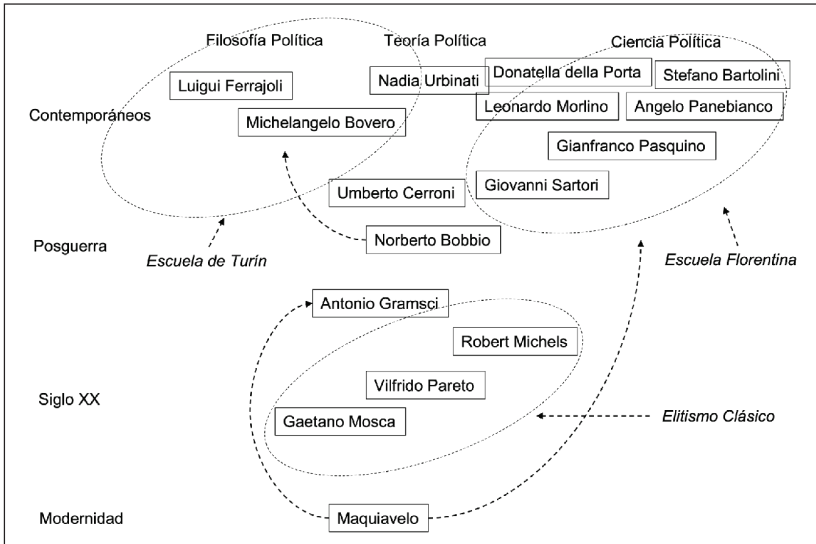 Filosofía Política
Teoría Política
Ciencia Política
Luigui Ferrajoli
Nadia Urbinati
Donatella della Porta
Stefano Bartolini
Contemporáneos
Michelangelo Bovero
Leonardo Morlino
Angelo Panebianco
Gianfranco Pasquino
Umberto Cerroni
Giovanni Sartori
Posguerra
Escuela de Turín
Norberto Bobbio
Escuela Florentina
Antonio Gramsci
Robert Michels
Siglo XX
Vilfrido Pareto
Gaetano Mosca
Elitismo Clásico
Modernidad
Maquiavelo